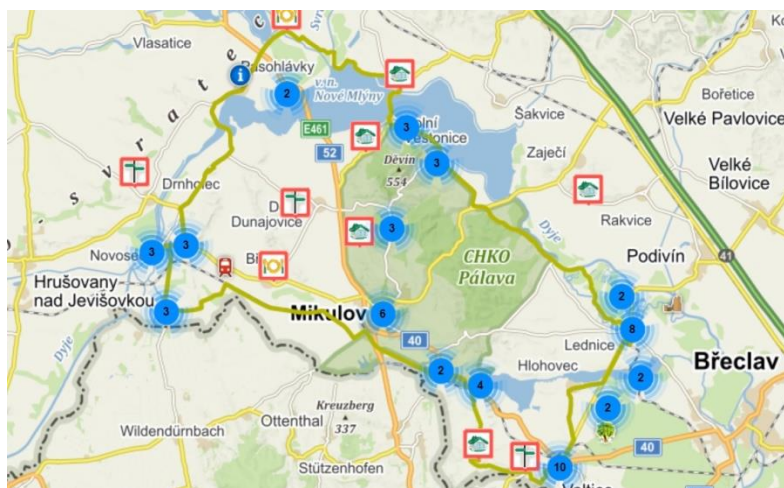 Vlasatice
Pasohlávky
v. n.
Nové Mlýny
Bořetice
Velké Pavlovice
Šakvice
E461
52
Dolní
Věstonice
Zaječí
Velké
Bílovice
Děvín
554
Drnholec
Dunajovice
Dyje
Rakvice
Podivín
41
CHKO
Pálava
Hrušovany
nad Jevišovkou
Mikulov
40
Lednice
Břeclav
Hlohovec
Dyje
Kreuzberg
337
Ottenthal
Wildendürnbach
Stützenhofen
40
Valtice
2
3
3
3
3
3
3
6
2
8
2
4
2
2
10